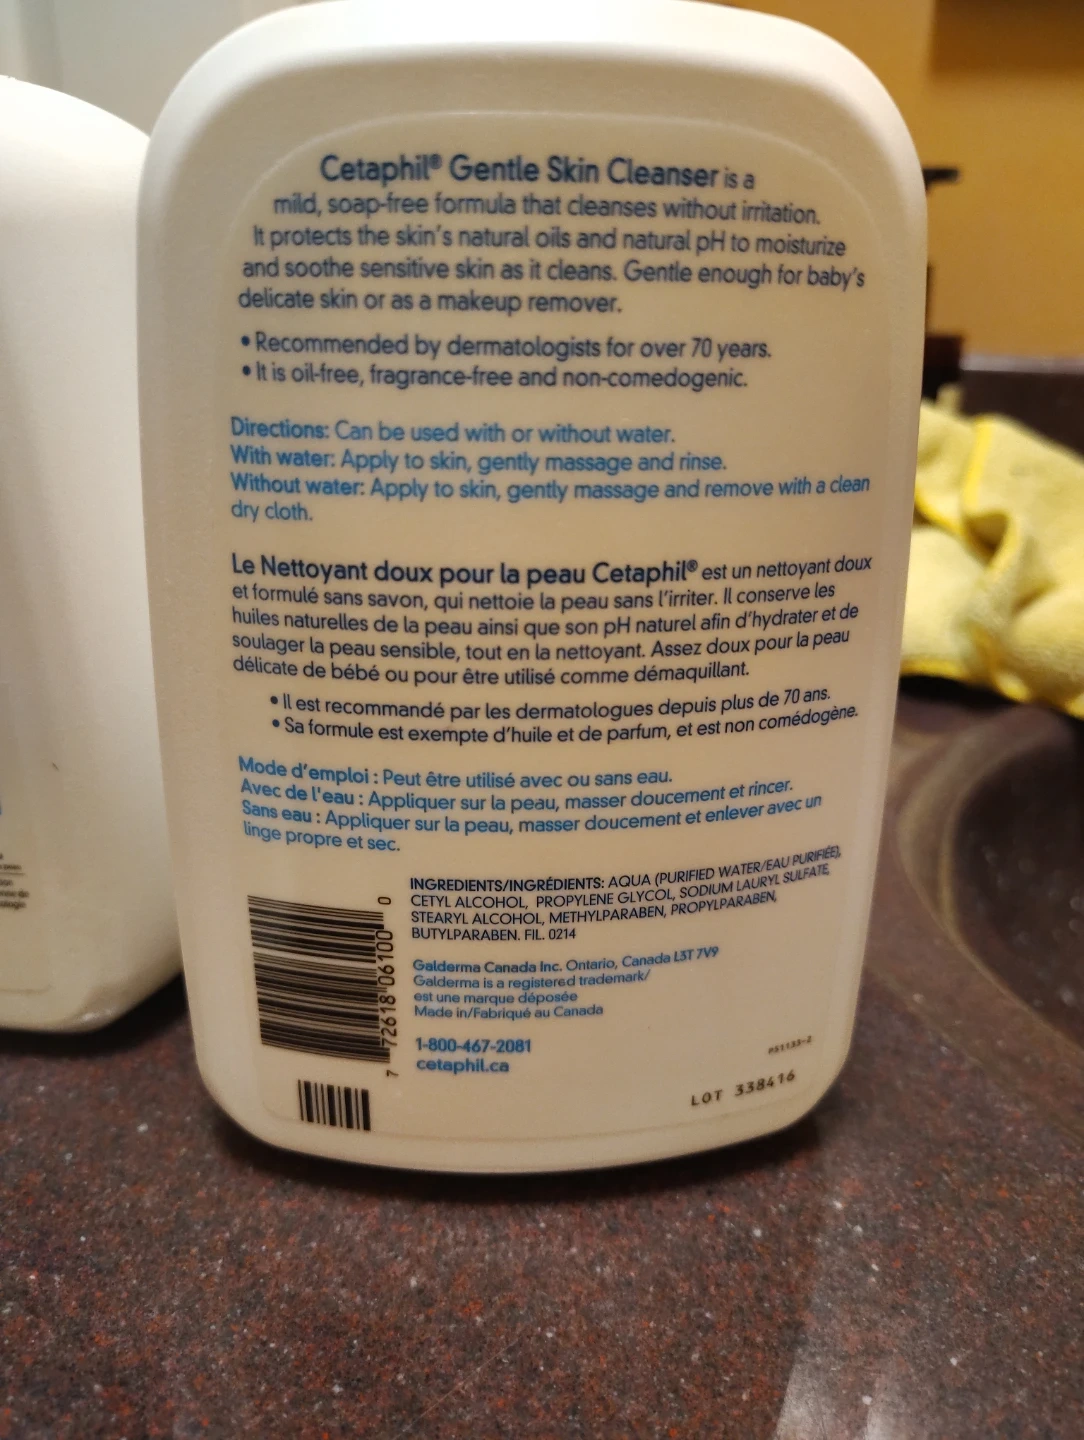 Cetaphil® Gentle Skin Cleanser is a
mild, soap-free formula that cleanses without irritation.
It protects the skin's natural oils and natural pH to moisturize
and soothe sensitive skin as it cleans. Gentle enough for baby's
delicate skin or as a makeup remover.
• Recommended by dermatologists for over 70 years.
• It is oil-free, fragrance-free and non-comedogenic.
Directions: Can be used with or without water.
With water: Apply to skin, gently massage and rinse.
Without water: Apply to skin, gently massage and remove with a clean
dry cloth.
Le Nettoyant doux pour la peau Cetaphil® est un nettoyant doux
et formulé sans savon, qui nettoie la peau sans l'irriter. Il conserve les
huiles naturelles de la peau ainsi que son pH naturel afin d'hydrater et de
soulager la peau sensible, tout en la nettoyant. Assez doux pour la peau
délicate de bébé ou pour être utilisé comme démaquillant.
• Il est recommandé par les dermatologues depuis plus de 70 ans.
• Sa formule est exempte d'huile et de parfum, et est non comédogène.
Mode d'emploi : Peut être utilisé avec ou sans eau.
Avec de l'eau : Appliquer sur la peau, masser doucement et rincer.
Sans eau : Appliquer sur la peau, masser doucement et enlever avec un
linge propre et sec.
INGREDIENTS/INGRÉDIENTS: AQUA (PURIFIED WATER/EAU PURIFIÉE),
CETYL ALCOHOL, PROPYLENE GLYCOL, SODIUM LAURYL SULFATE,
STEARYL ALCOHOL, METHYLPARABEN, PROPYLPARABEN,
BUTYLPARABEN. FIL. 0214
Galderma Canada Inc. Ontario, Canada L3T 7V9
Galderma is a registered trademark/
est une marque déposée
Made in/Fabriqué au Canada
1-800-467-2081
cetaphil.ca
7 72618 06100 0
P51133-2
LOT 338416